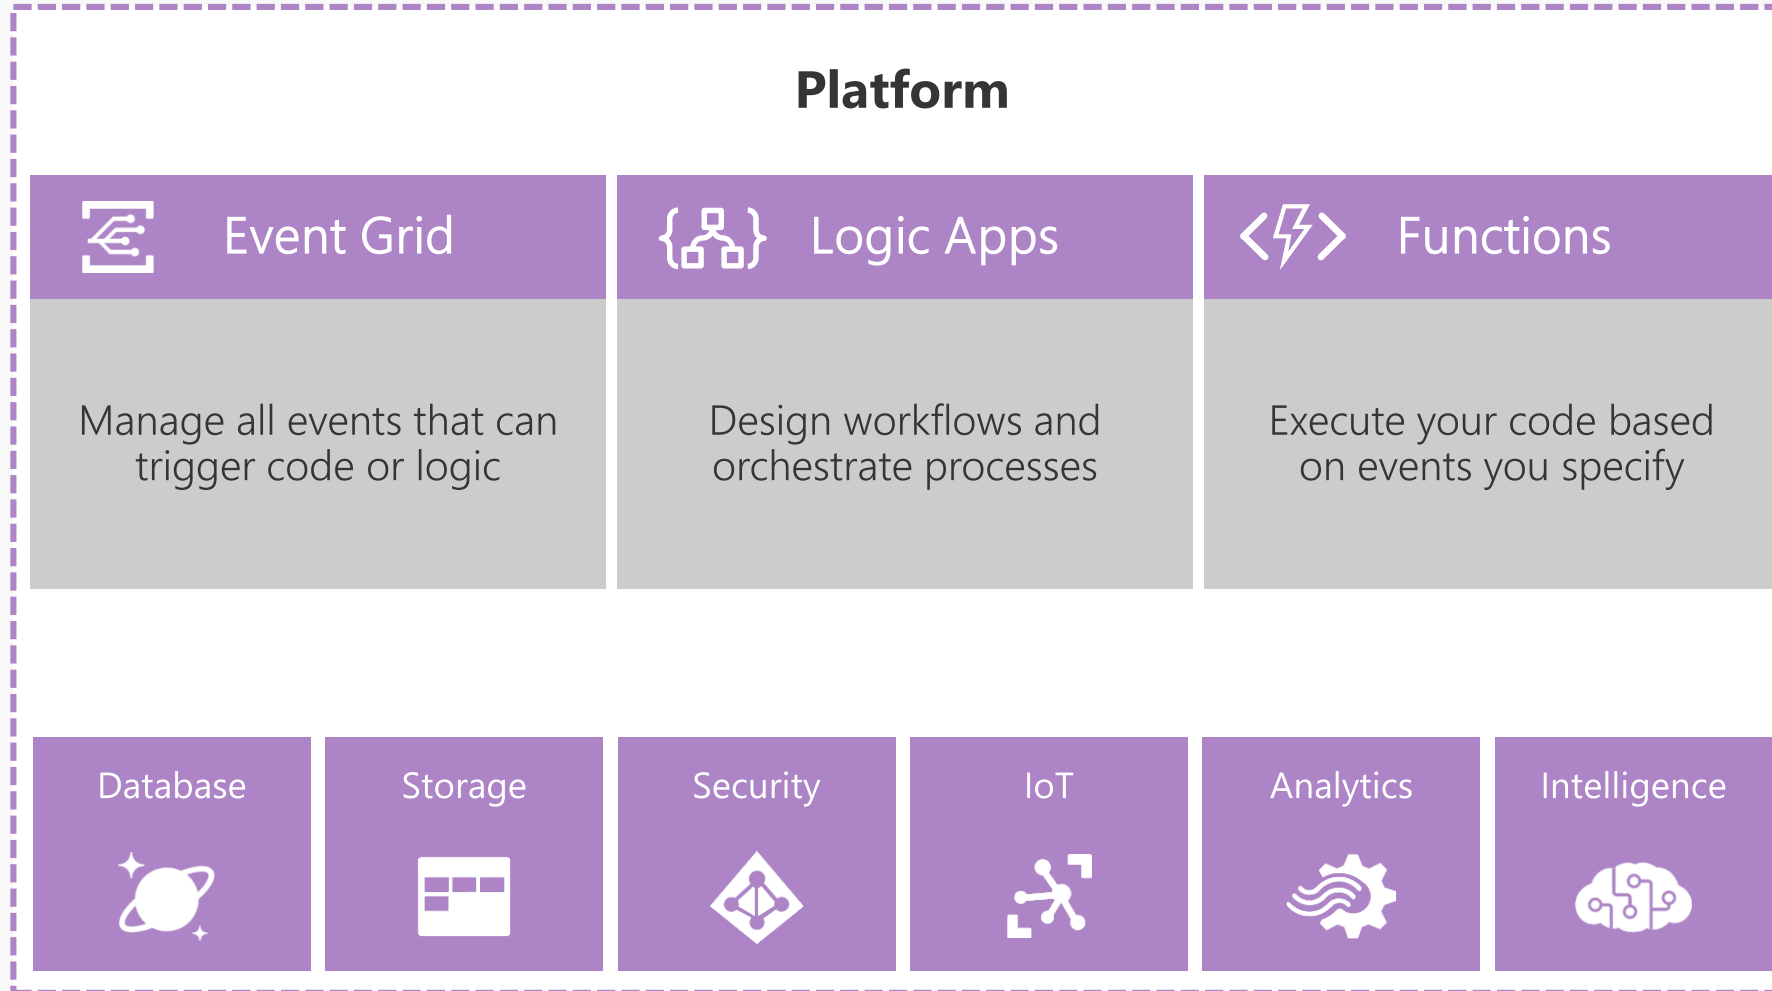 Platform
Event Grid
Manage all events that can
trigger code or logic
Logic Apps
Design workflows and
orchestrate processes
Functions
Execute your code based
on events you specify
Database
Storage
Security
IoT
Analytics
Intelligence